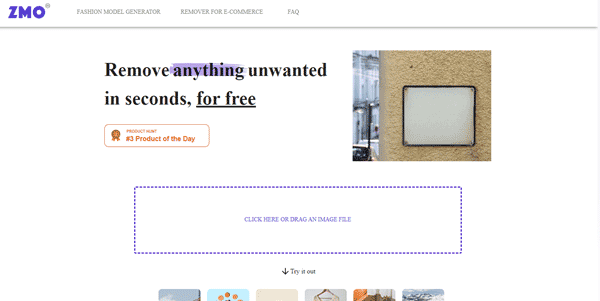 ZMO®
FASHION MODEL GENERATOR REMOVER FOR E-COMMERCE FAQ
Remove anything unwanted
in seconds, for free
PRODUCT HUNT
#3 Product of the Day
CLICK HERE OR DRAG AN IMAGE FILE
Try it out